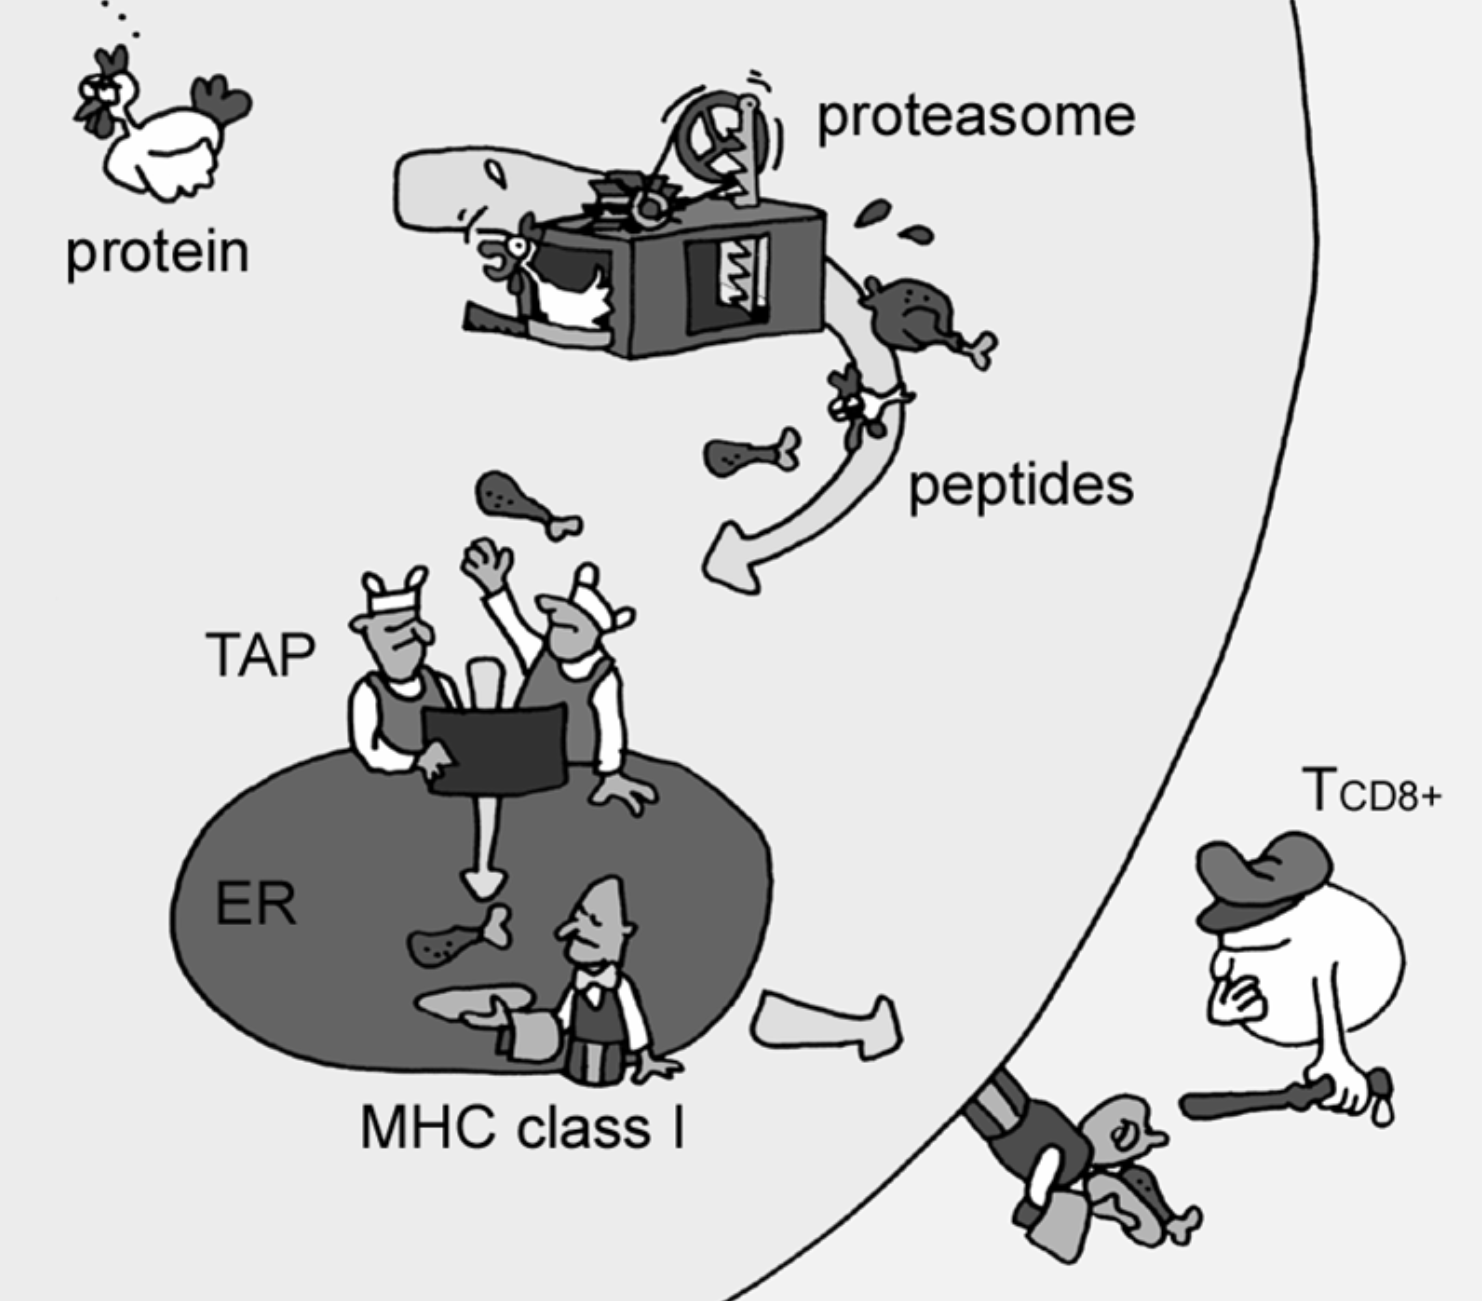 proteasome
protein
peptides
TAP
TCD8+
ER
MHC class I